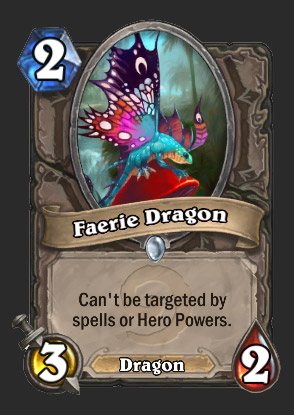 2
Faerie Dragon
Can't be targeted by
spells or Hero Powers.
3
Dragon
2